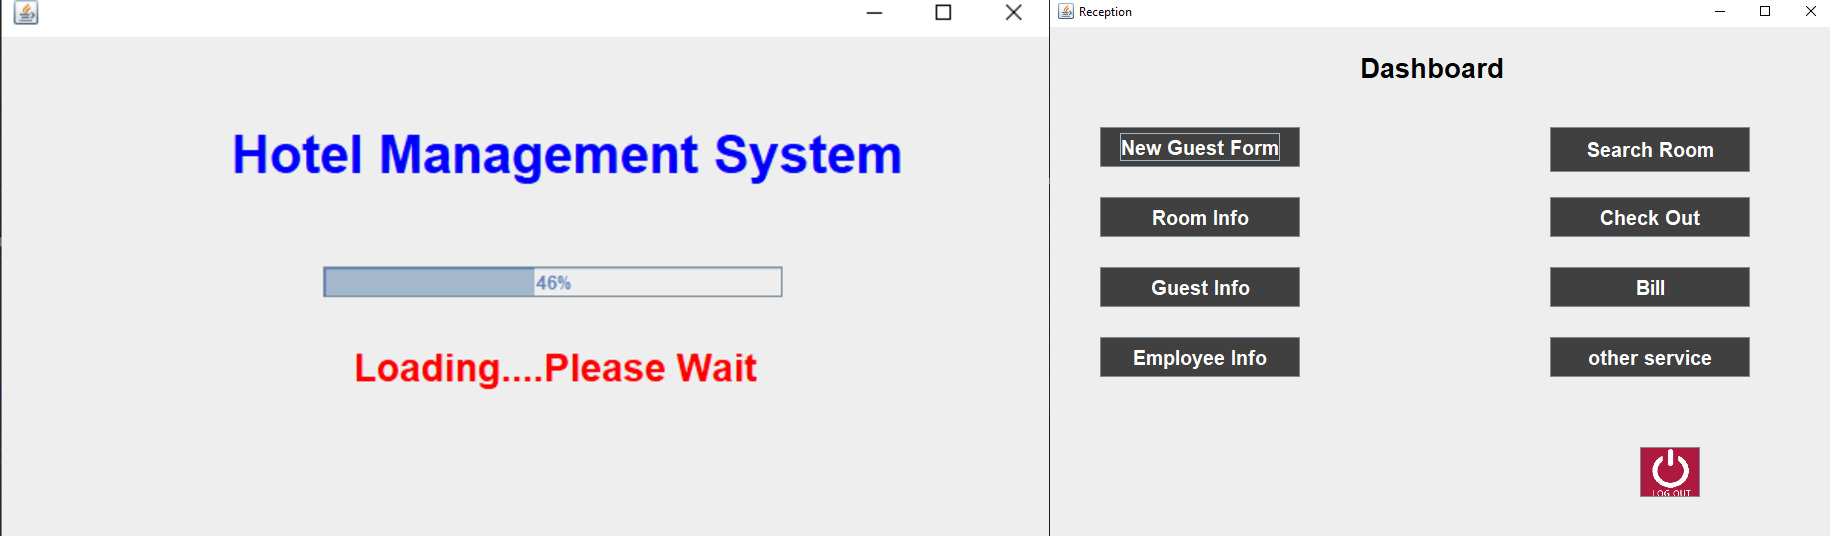 Hotel Management System
46%
Loading....Please Wait
Reception
Dashboard
New Guest Form
Search Room
Room Info
Check Out
Guest Info
Bill
Employee Info
other service
LOG OUT